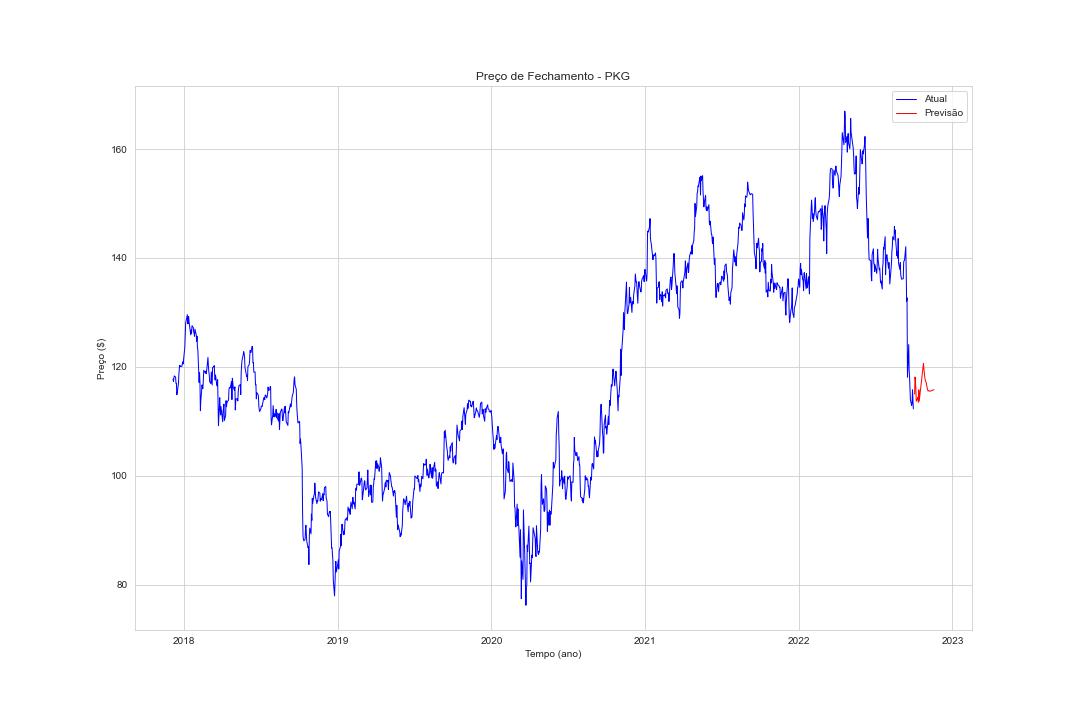 Preço de Fechamento - PKG
Atual
Previsão
Preço ($)
160
140
120
100
80
2018
2019
2020
2021
2022
2023
Tempo (ano)